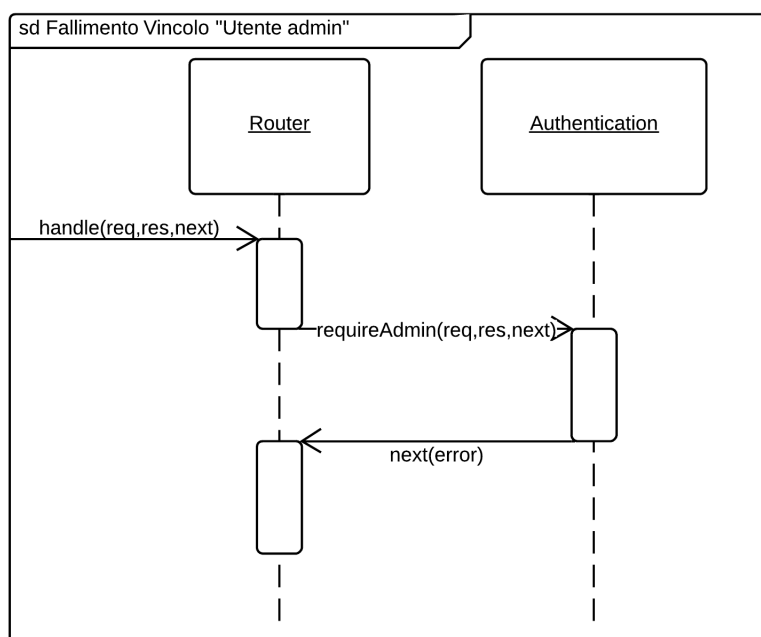 sd Fallimento Vincolo "Utente admin"
Router
Authentication
handle(req,res,next)
requireAdmin(req,res,next)
next(error)